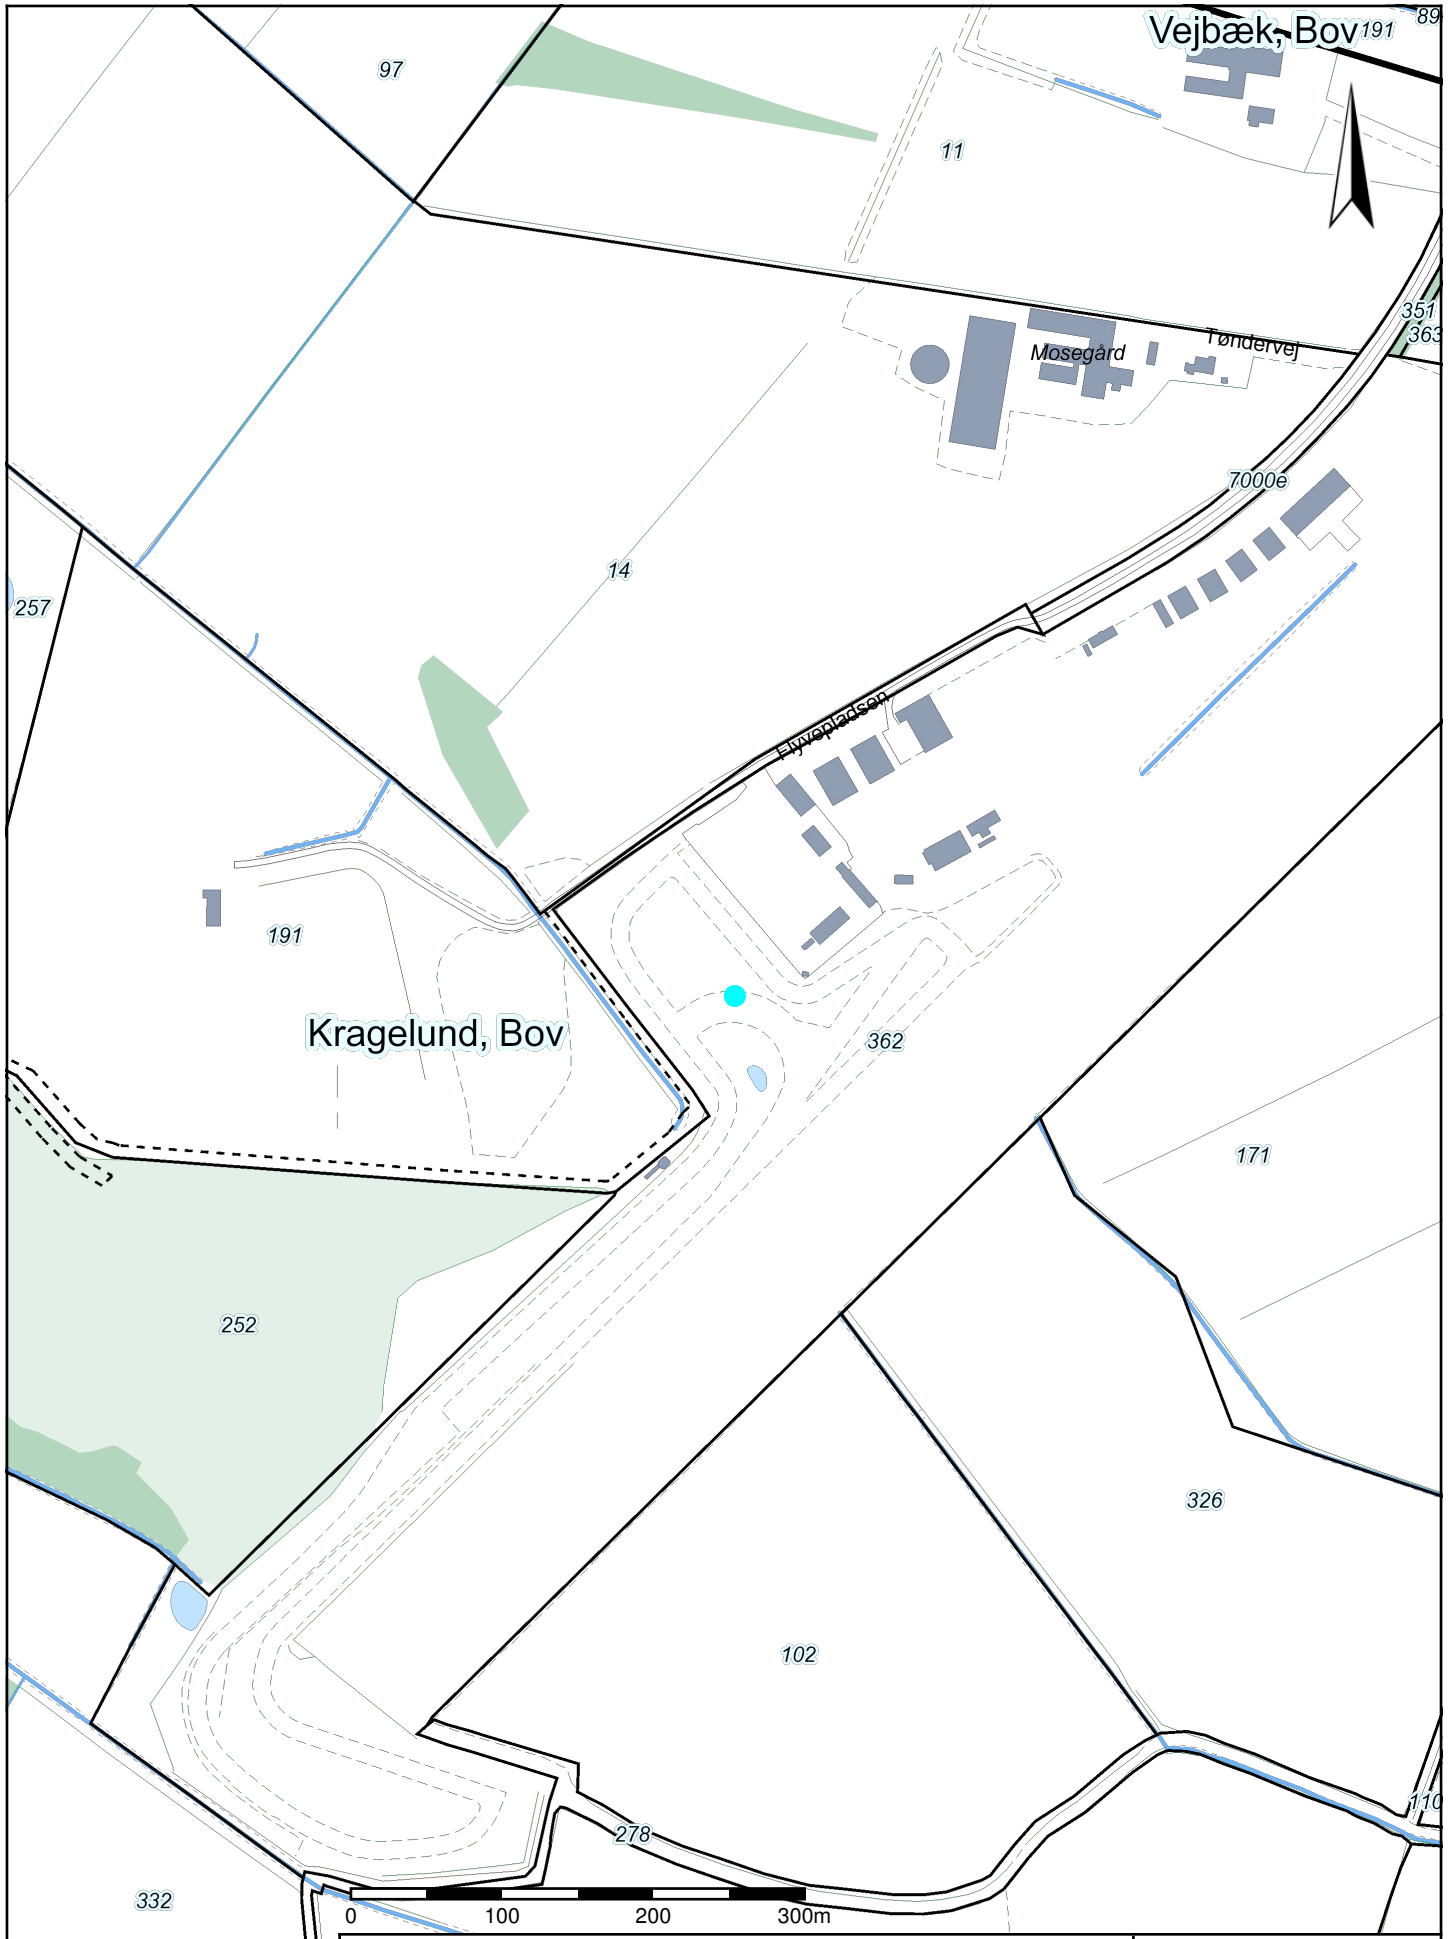 Vejbæk, Bov
191
89
97
11
351
363
Tøndervej
Mosegård
7000e
14
257
Flyvepladsen
191
Kragelund, Bov
362
171
252
326
102
110
278
332
0 100 200 300m